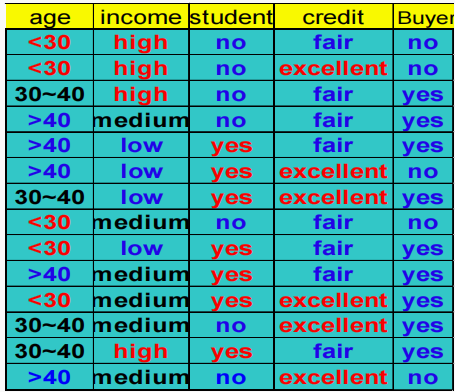 age income student credit Buyer
<30 high no fair no
<30 high no excellent no
30~40 high no fair yes
>40 medium no fair yes
>40 low yes fair yes
>40 low yes excellent no
30~40 low yes excellent yes
<30 medium no fair no
<30 low yes fair yes
>40 medium yes fair yes
<30 medium yes excellent yes
30~40 medium no excellent yes
30~40 high yes fair yes
>40 medium no excellent no